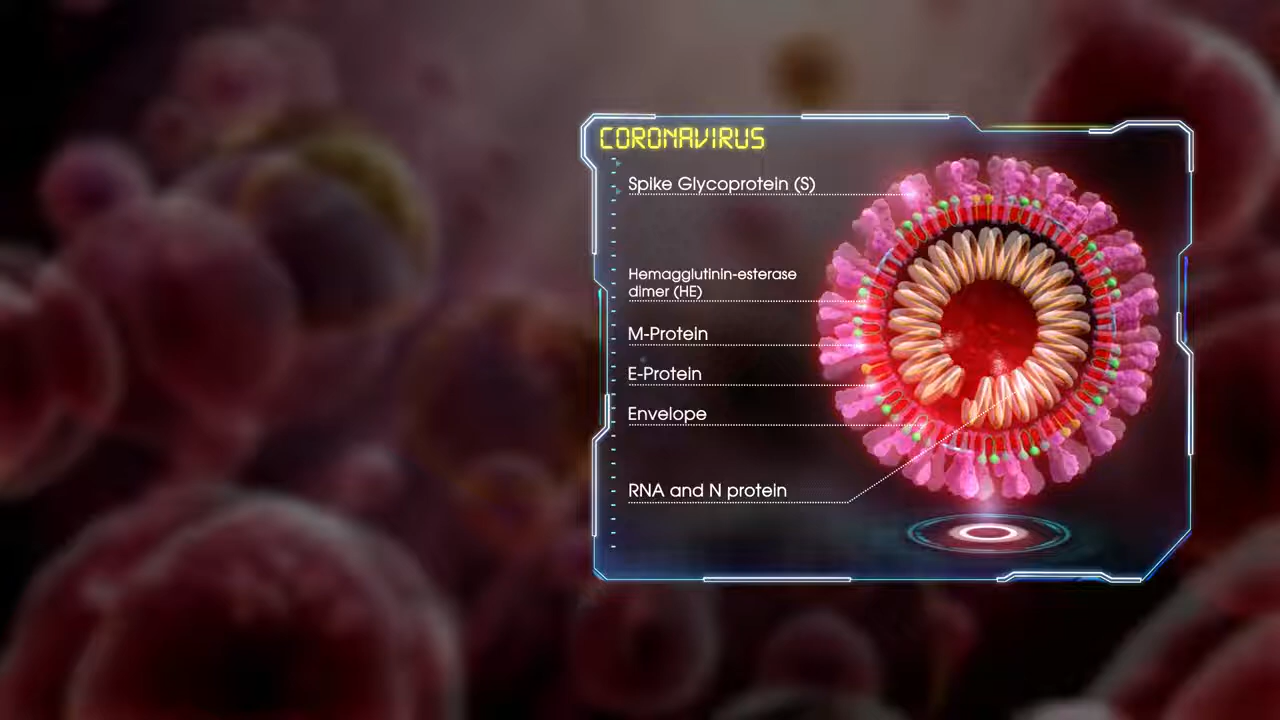 CORONAVIRUS
Spike Glycoprotein (S)
Hemagglutinin-esterase
dimer (HE)
M-Protein
E-Protein
Envelope
RNA and N protein